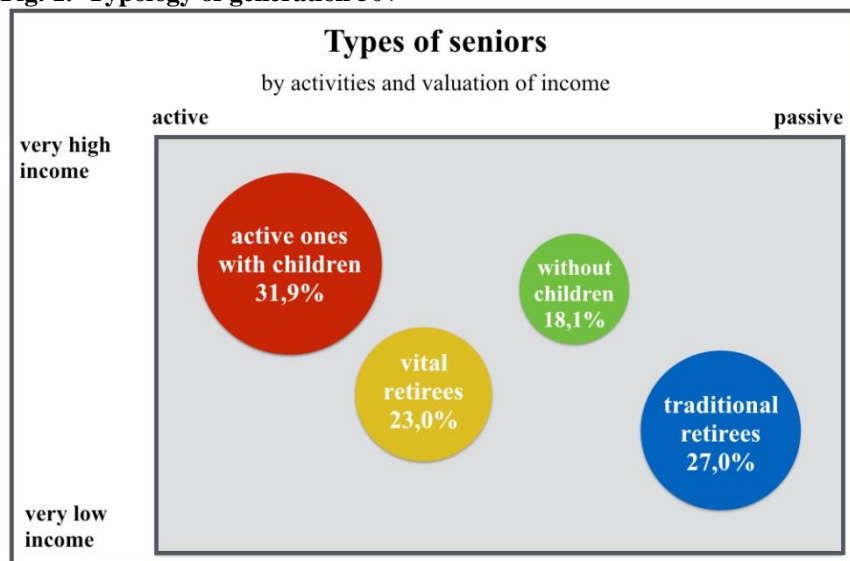 Types of seniors
by activities and valuation of income
active
passive
very high
income
active ones
with children
31,9%
without
children
18,1%
vital
retirees
23,0%
traditional
retirees
27,0%
very low
income